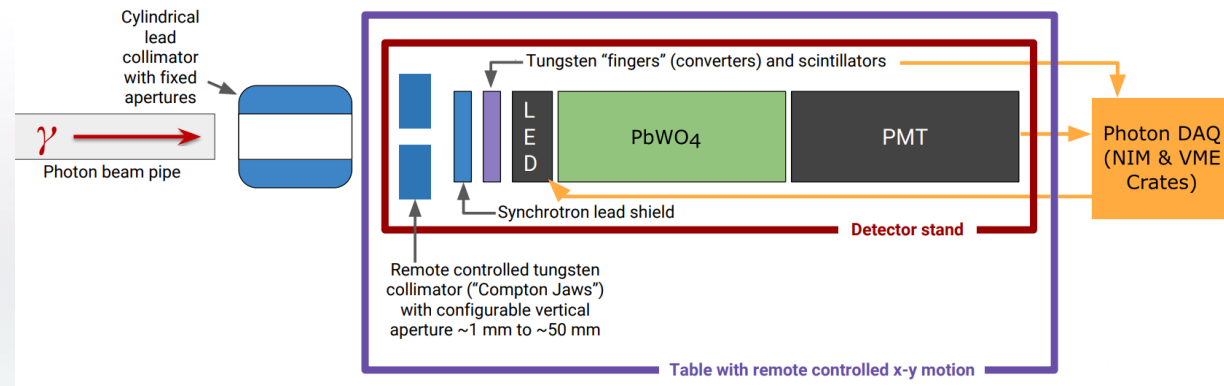 Cylindrical
lead
collimator
with fixed
apertures
γ
Photon beam pipe
Tungsten “fingers” (converters) and scintillators
L
E
D
PbWO4
PMT
Photon DAQ
(NIM & VME
Crates)
Synchrotron lead shield
Detector stand
Remote controlled tungsten
collimator (“Compton Jaws”)
with configurable vertical
aperture ~1 mm to ~50 mm
Table with remote controlled x-y motion